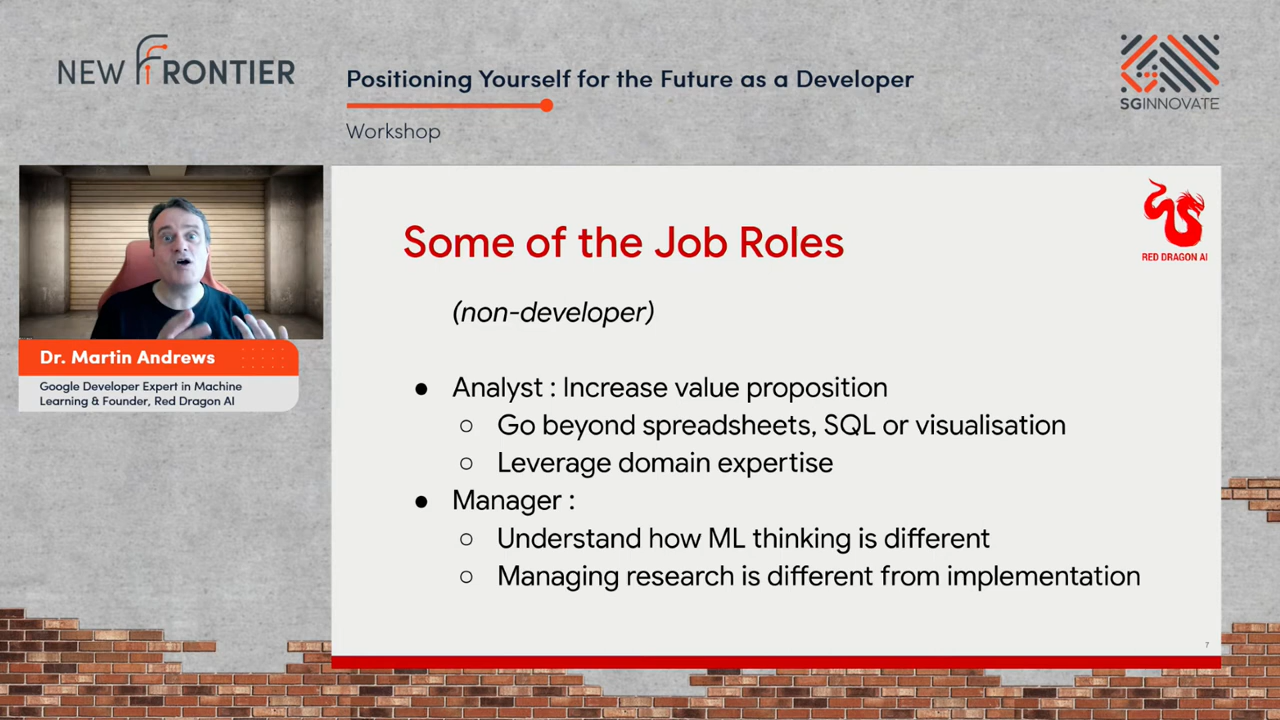 NEW FRONTIER
Positioning Yourself for the Future as a Developer
Workshop
SGINNOVATE
Dr. Martin Andrews
Google Developer Expert in Machine
Learning & Founder, Red Dragon AI
RED DRAGON AI
Some of the Job Roles
(non-developer)
● Analyst : Increase value proposition
○ Go beyond spreadsheets, SQL or visualisation
○ Leverage domain expertise
● Manager :
○ Understand how ML thinking is different
○ Managing research is different from implementation
7